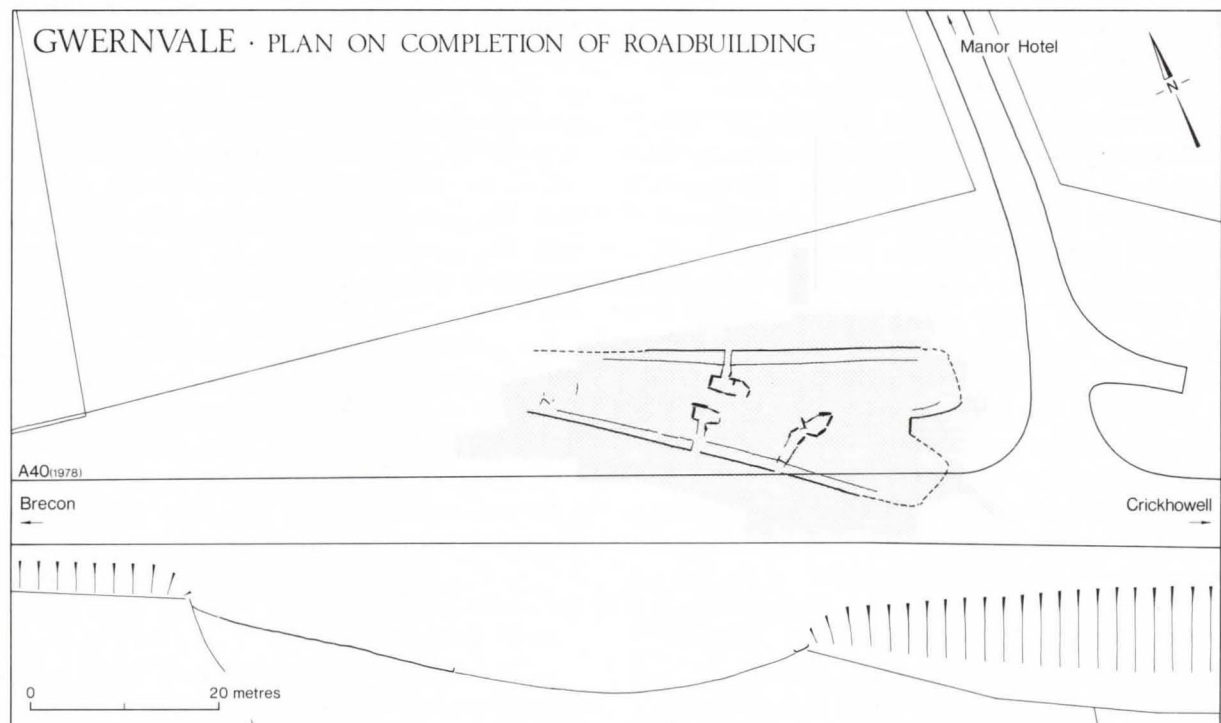 GWERNVALE · PLAN ON COMPLETION OF ROADBUILDING
Manor Hotel
N
A40(1978)
Brecon
Crickhowell
0 20 metres